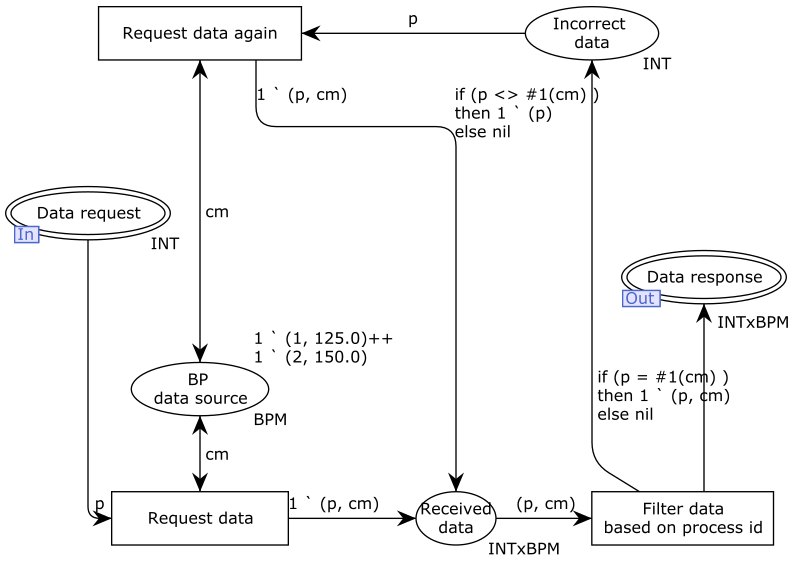 Request data again
p
Incorrect
data
INT
1 ` (p, cm)
if (p <> #1(cm) )
then 1 ` (p)
else nil
Data request
In
INT
cm
Data response
Out
INTxBPM
1 ` (1, 125.0)++
1 ` (2, 150.0)
BP
data source
BPM
if (p = #1(cm) )
then 1 ` (p, cm)
else nil
cm
p
Request data
1 ` (p, cm)
Received
data
INTxBPM
(p, cm)
Filter data
based on process id